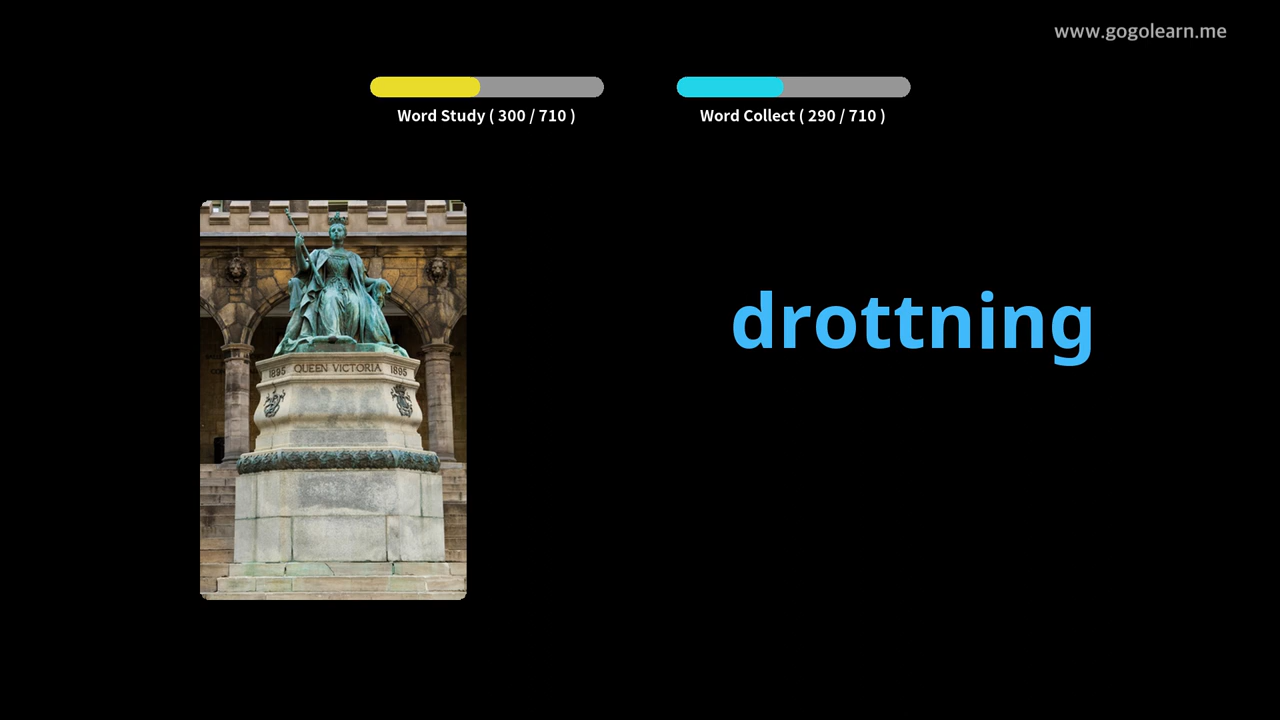 www.gogolearn.me
Word Study ( 300 / 710 )
Word Collect ( 290 / 710 )
drottning
1895 QUEEN VICTORIA 1895